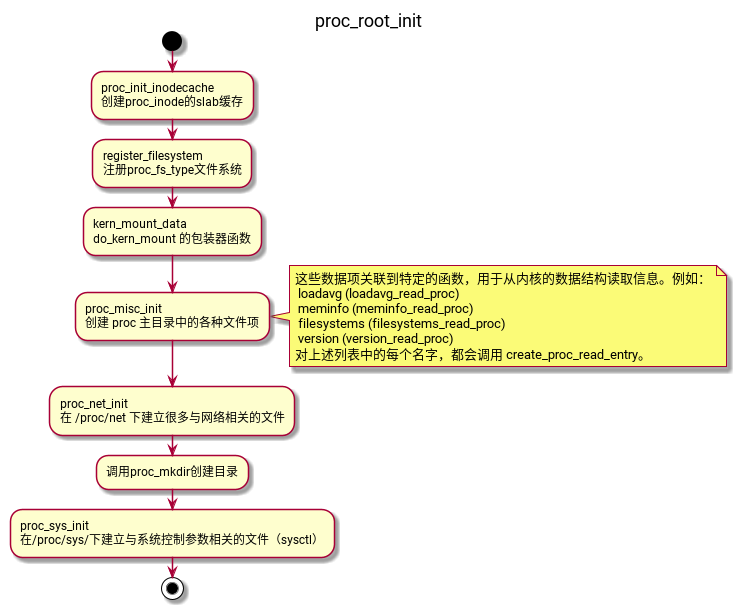 proc_root_init
proc_init_inodecache
创建proc_inode的slab缓存
register_filesystem
注册proc_fs_type文件系统
kern_mount_data
do_kern_mount 的包装器函数
proc_misc_init
创建 proc 主目录中的各种文件项
这些数据项关联到特定的函数，用于从内核的数据结构读取信息。例如：
loadavg (loadavg_read_proc)
meminfo (meminfo_read_proc)
filesystems (filesystems_read_proc)
version (version_read_proc)
对上述列表中的每个名字，都会调用 create_proc_read_entry。
proc_net_init
在 /proc/net 下建立很多与网络相关的文件
调用proc_mkdir创建目录
proc_sys_init
在/proc/sys/下建立与系统控制参数相关的文件（sysctl）